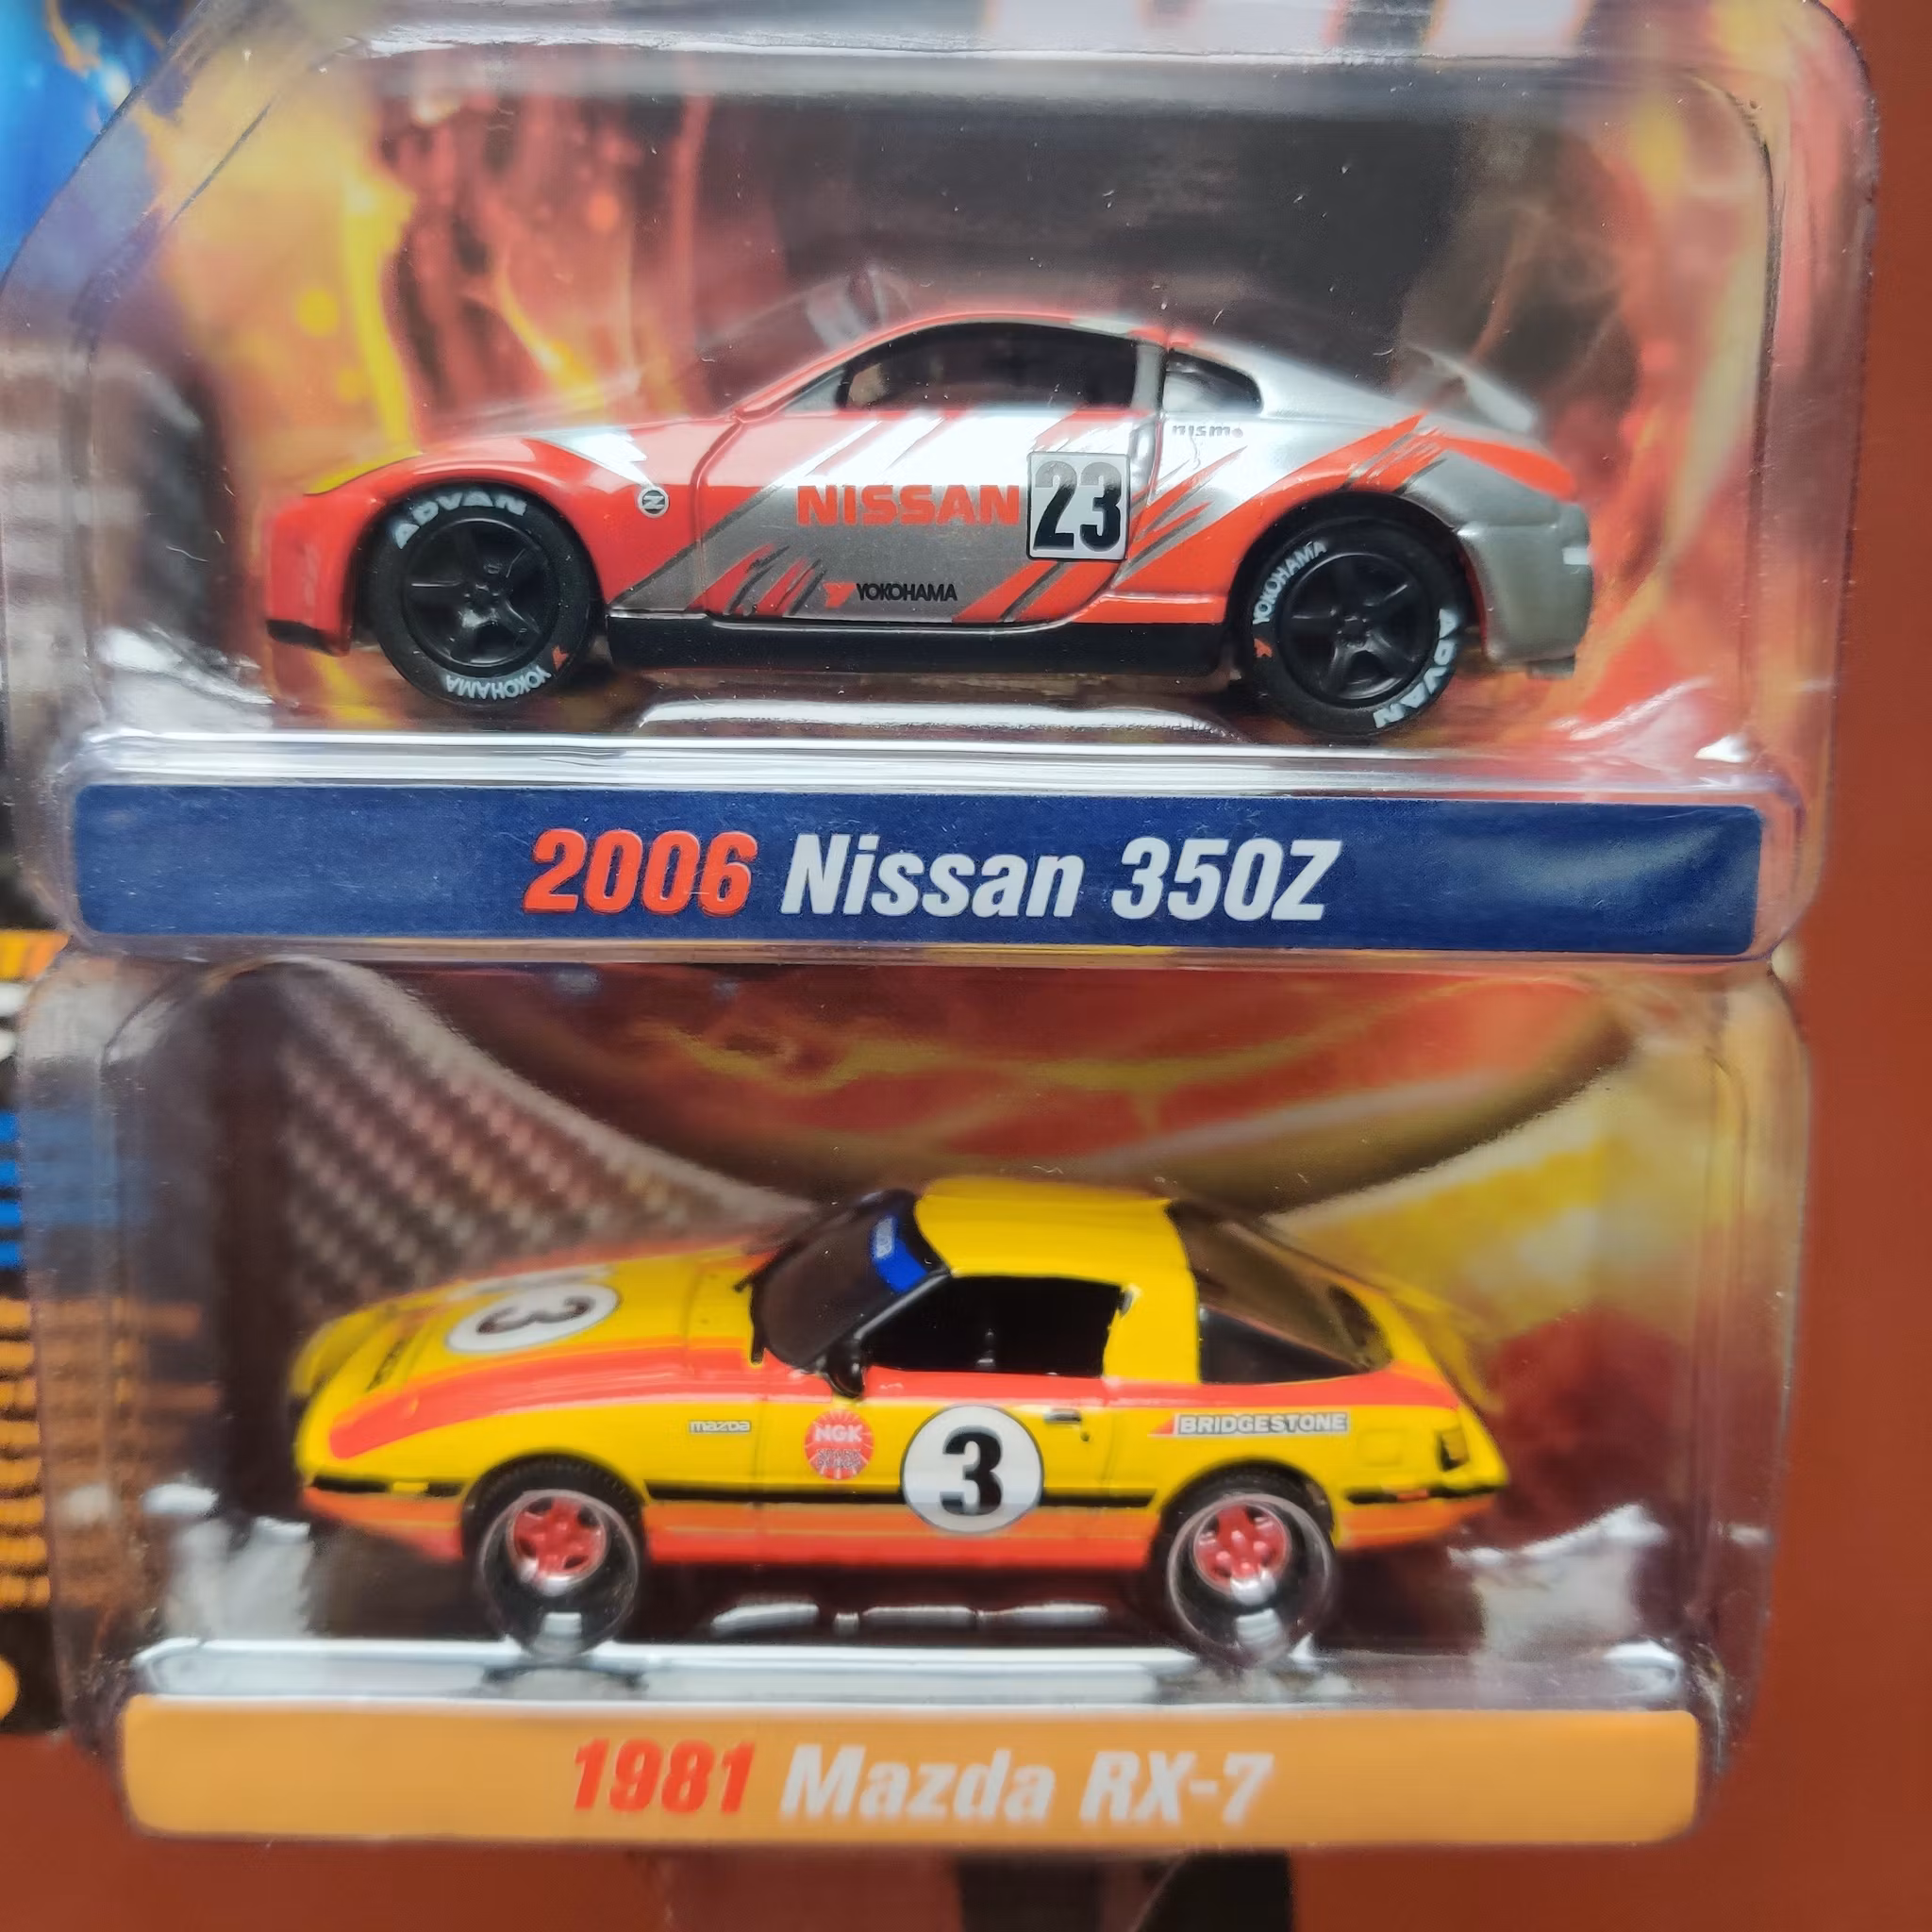 nismo
NISSAN 23
ADVAN
YOKOHAMA
YOKOHAMA
YOKOHAMA
ADVAN
2006 Nissan 350Z
3
mazda
NGK
3
BRIDGESTONE
1981 Mazda RX-7